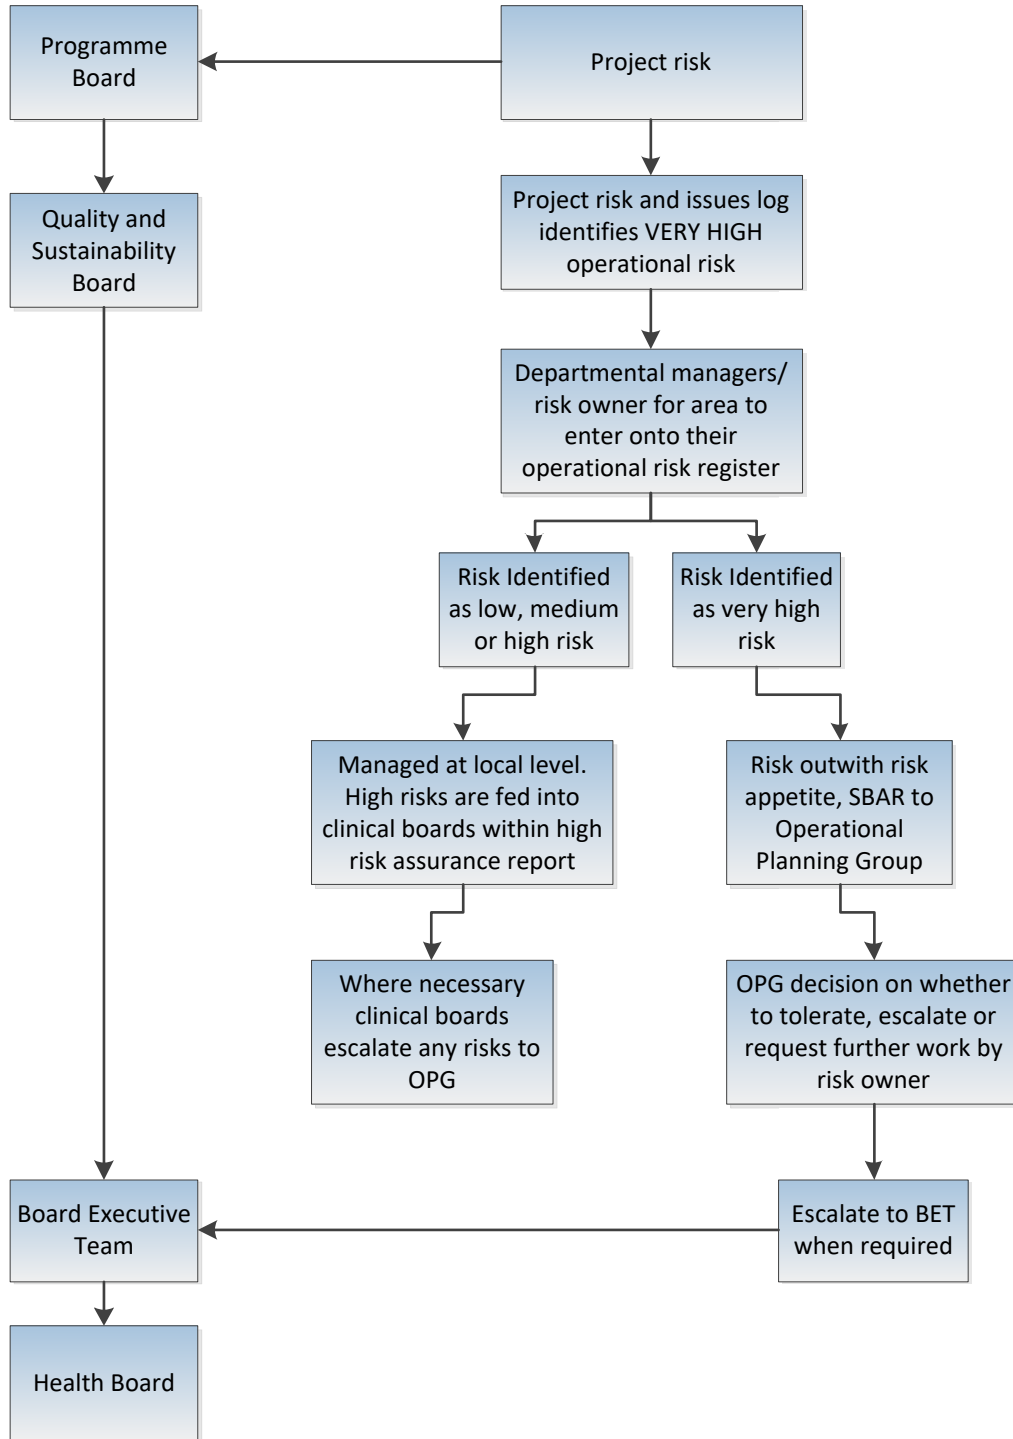 Programme
Board
Project risk
Quality and
Sustainability
Board
Project risk and issues log
identifies VERY HIGH
operational risk
Departmental managers/
risk owner for area to
enter onto their
operational risk register
Risk Identified
as low, medium
or high risk
Risk Identified
as very high
risk
Managed at local level.
High risks are fed into
clinical boards within high
risk assurance report
Risk outwith risk
appetite, SBAR to
Operational
Planning Group
Where necessary
clinical boards
escalate any risks to
OPG
OPG decision on whether
to tolerate, escalate or
request further work by
risk owner
Board Executive
Team
Escalate to BET
when required
Health Board